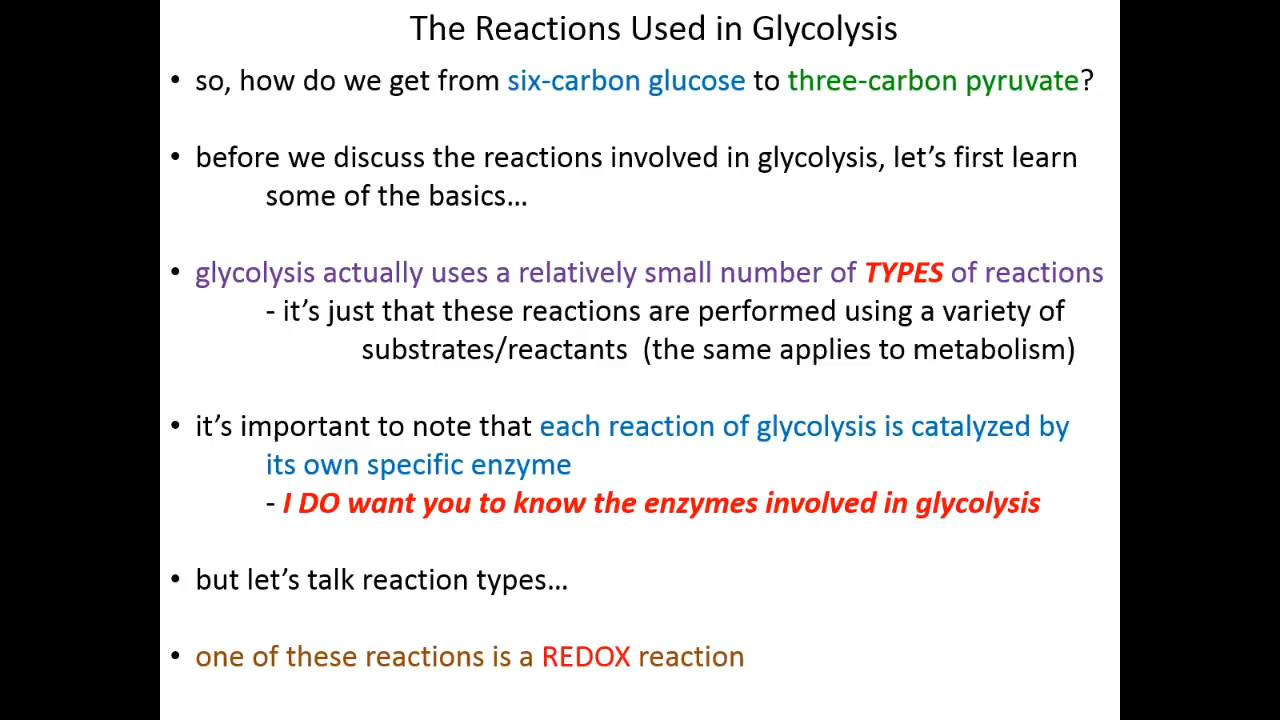 The Reactions Used in Glycolysis
• so, how do we get from six-carbon glucose to three-carbon pyruvate?
• before we discuss the reactions involved in glycolysis, let’s first learn
some of the basics…
• glycolysis actually uses a relatively small number of TYPES of reactions
- it’s just that these reactions are performed using a variety of
substrates/reactants (the same applies to metabolism)
• it’s important to note that each reaction of glycolysis is catalyzed by
its own specific enzyme
- I DO want you to know the enzymes involved in glycolysis
• but let’s talk reaction types…
• one of these reactions is a REDOX reaction